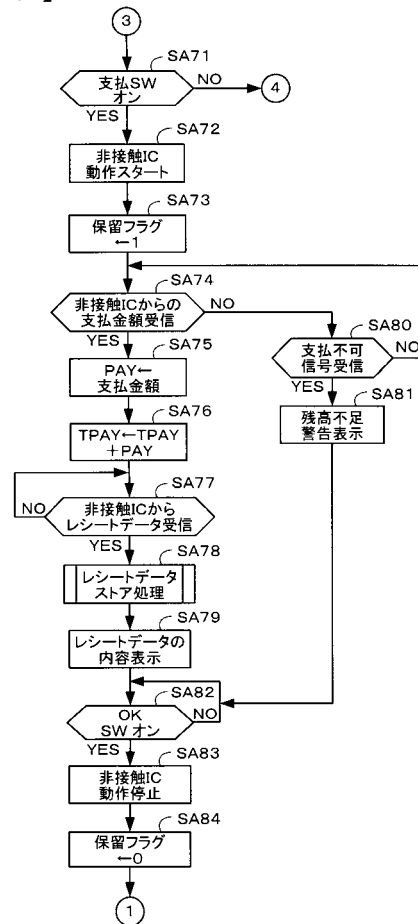 3
SA71
支払SW
オン
NO
4
YES
SA72
非接触IC
動作スタート
SA73
保留フラグ
←1
SA74
非接触ICからの
支払金額受信
NO
YES
SA75
PAY←
支払金額
SA76
TPAY←TPAY
+PAY
SA80
支払不可
信号受信
NO
YES
SA81
残高不足
警告表示
SA77
非接触ICから
レシートデータ受信
NO
YES
SA78
レシートデータ
ストア処理
SA79
レシートデータの
内容表示
SA82
OK
SW オン
NO
YES
SA83
非接触IC
動作停止
SA84
保留フラグ
←0
1